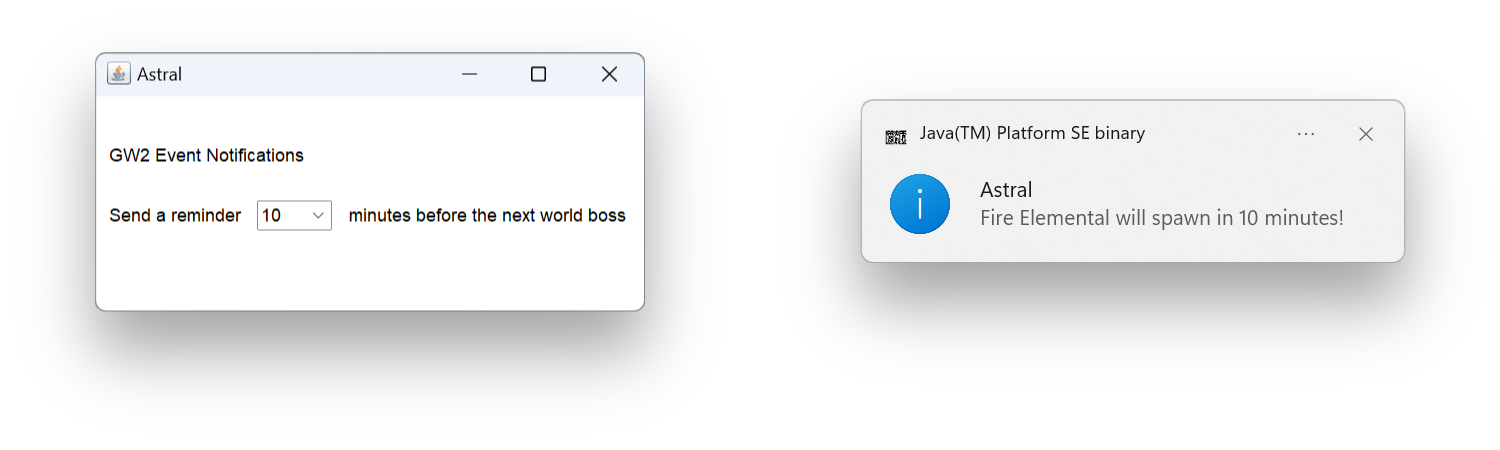 Astral
GW2 Event Notifications
Send a reminder 10 minutes before the next world boss
Java(TM) Platform SE binary
Astral
Fire Elemental will spawn in 10 minutes!